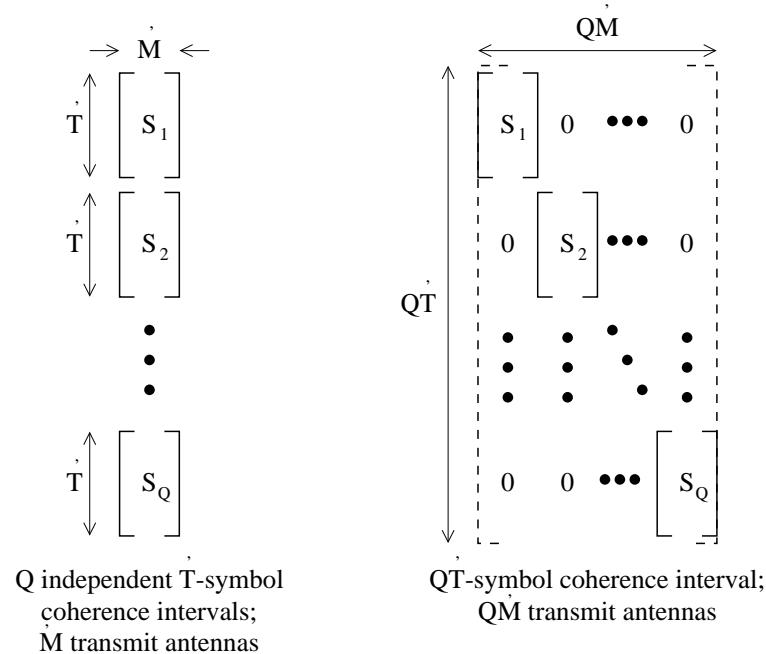 M'
QM'
T'
S1
S1 0 ••• 0
T'
S2
0 S2 ••• 0
QT'
T'
SQ
0 0 ••• SQ
Q independent T'-symbol
coherence intervals;
M' transmit antennas
QT'-symbol coherence interval;
QM' transmit antennas